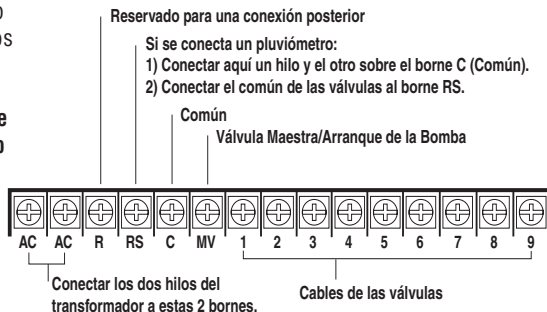 o
os
e
o
Reservado para una conexión posterior
Si se conecta un pluviómetro:
1) Conectar aquí un hilo y el otro sobre el borne C (Común).
2) Conectar el común de las válvulas al borne RS.
Común
Válvula Maestra/Arranque de la Bomba
AC AC R RS C MV 1 2 3 4 5 6 7 8 9
Conectar los dos hilos del
transformador a estas 2 bornes.
Cables de las válvulas